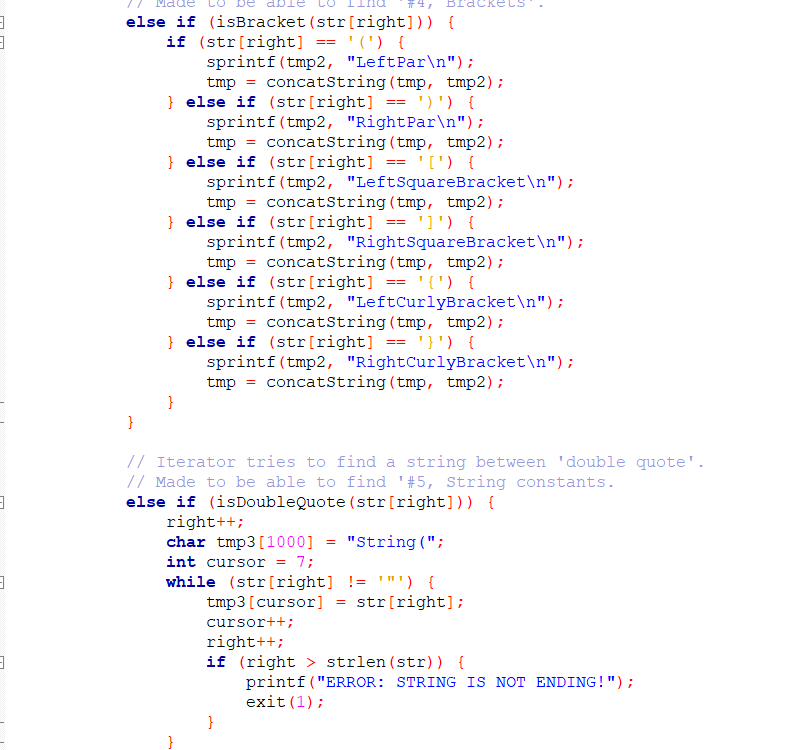 // Made to be able to find '#4, Brackets'.
else if (isBracket(str[right])) {
if (str[right] == '(') {
sprintf(tmp2, "LeftPar\n");
tmp = concatString(tmp, tmp2);
} else if (str[right] == ')') {
sprintf(tmp2, "RightPar\n");
tmp = concatString(tmp, tmp2);
} else if (str[right] == '[') {
sprintf(tmp2, "LeftSquareBracket\n");
tmp = concatString(tmp, tmp2);
} else if (str[right] == ']') {
sprintf(tmp2, "RightSquareBracket\n");
tmp = concatString(tmp, tmp2);
} else if (str[right] == '{') {
sprintf(tmp2, "LeftCurlyBracket\n");
tmp = concatString(tmp, tmp2);
} else if (str[right] == '}') {
sprintf(tmp2, "RightCurlyBracket\n");
tmp = concatString(tmp, tmp2);
}
}
// Iterator tries to find a string between 'double quote'.
// Made to be able to find '#5, String constants.
else if (isDoubleQuote(str[right])) {
right++;
char tmp3[1000] = "String(";
int cursor = 7;
while (str[right] != '"') {
tmp3[cursor] = str[right];
cursor++;
right++;
if (right > strlen(str)) {
printf("ERROR: STRING IS NOT ENDING!");
exit(1);
}
}